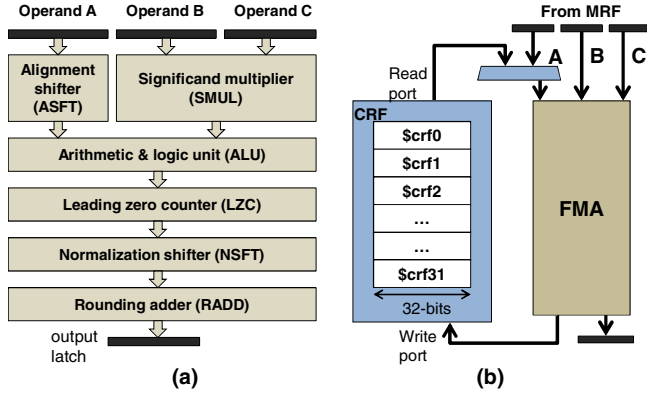 Operand A
Operand B
Operand C
Alignment
shifter
(ASFT)
Significand multiplier
(SMUL)
Arithmetic & logic unit (ALU)
Leading zero counter (LZC)
Normalization shifter (NSFT)
Rounding adder (RADD)
output
latch
(a)
From MRF
A
B
C
Read
port
CRF
$crf0
$crf1
$crf2
...
...
$crf31
32-bits
FMA
Write
port
(b)